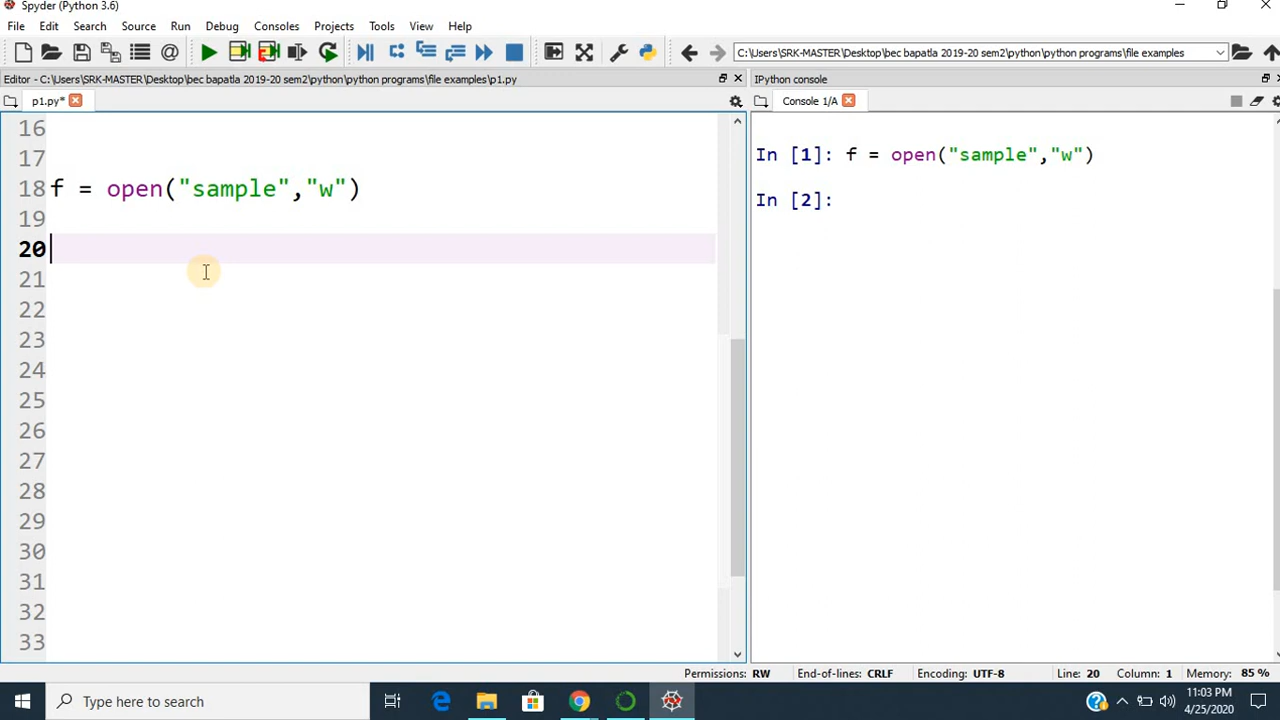 Spyder (Python 3.6)
File Edit Search Source Run Debug Consoles Projects Tools View Help
C:\Users\SRK-MASTER\Desktop\bec bapatla 2019-20 sem2\python\python programs\file examples
Editor - C:\Users\SRK-MASTER\Desktop\bec bapatla 2019-20 sem2\python\python programs\file examples\p1.py
IPython console
p1.py*
Console 1/A
16
17
18 f = open("sample","w")
19
20
21
22
23
24
25
26
27
28
29
30
31
32
33
In [1]: f = open("sample","w")
In [2]:
Permissions: RW End-of-lines: CRLF Encoding: UTF-8 Line: 20 Column: 1 Memory: 85 %
Type here to search
11:03 PM
4/25/2020